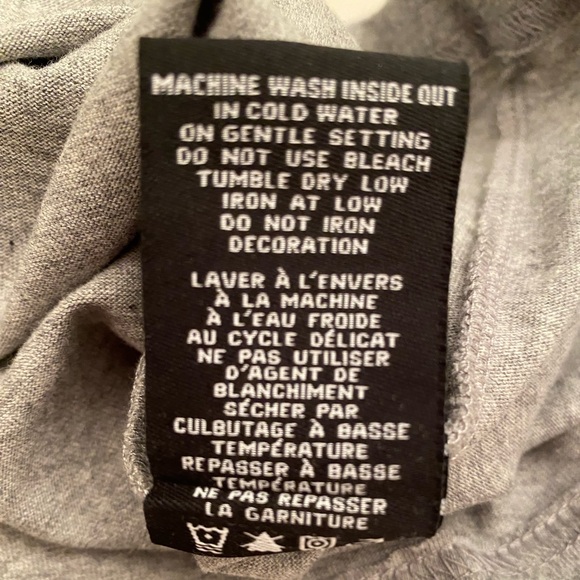 MACHINE WASH INSIDE OUT
IN COLD WATER
ON GENTLE SETTING
DO NOT USE BLEACH
TUMBLE DRY LOW
IRON AT LOW
DO NOT IRON
DECORATION
LAVER À L'ENVERS
À LA MACHINE
À L'EAU FROIDE
AU CYCLE DÉLICAT
NE PAS UTILISER
D'AGENT DE
BLANCHIMENT
SÉCHER PAR
CULBUTAGE À BASSE
TEMPÉRATURE
REPASSER À BASSE
TEMPÉRATURE
NE PAS REPASSER
LA GARNITURE